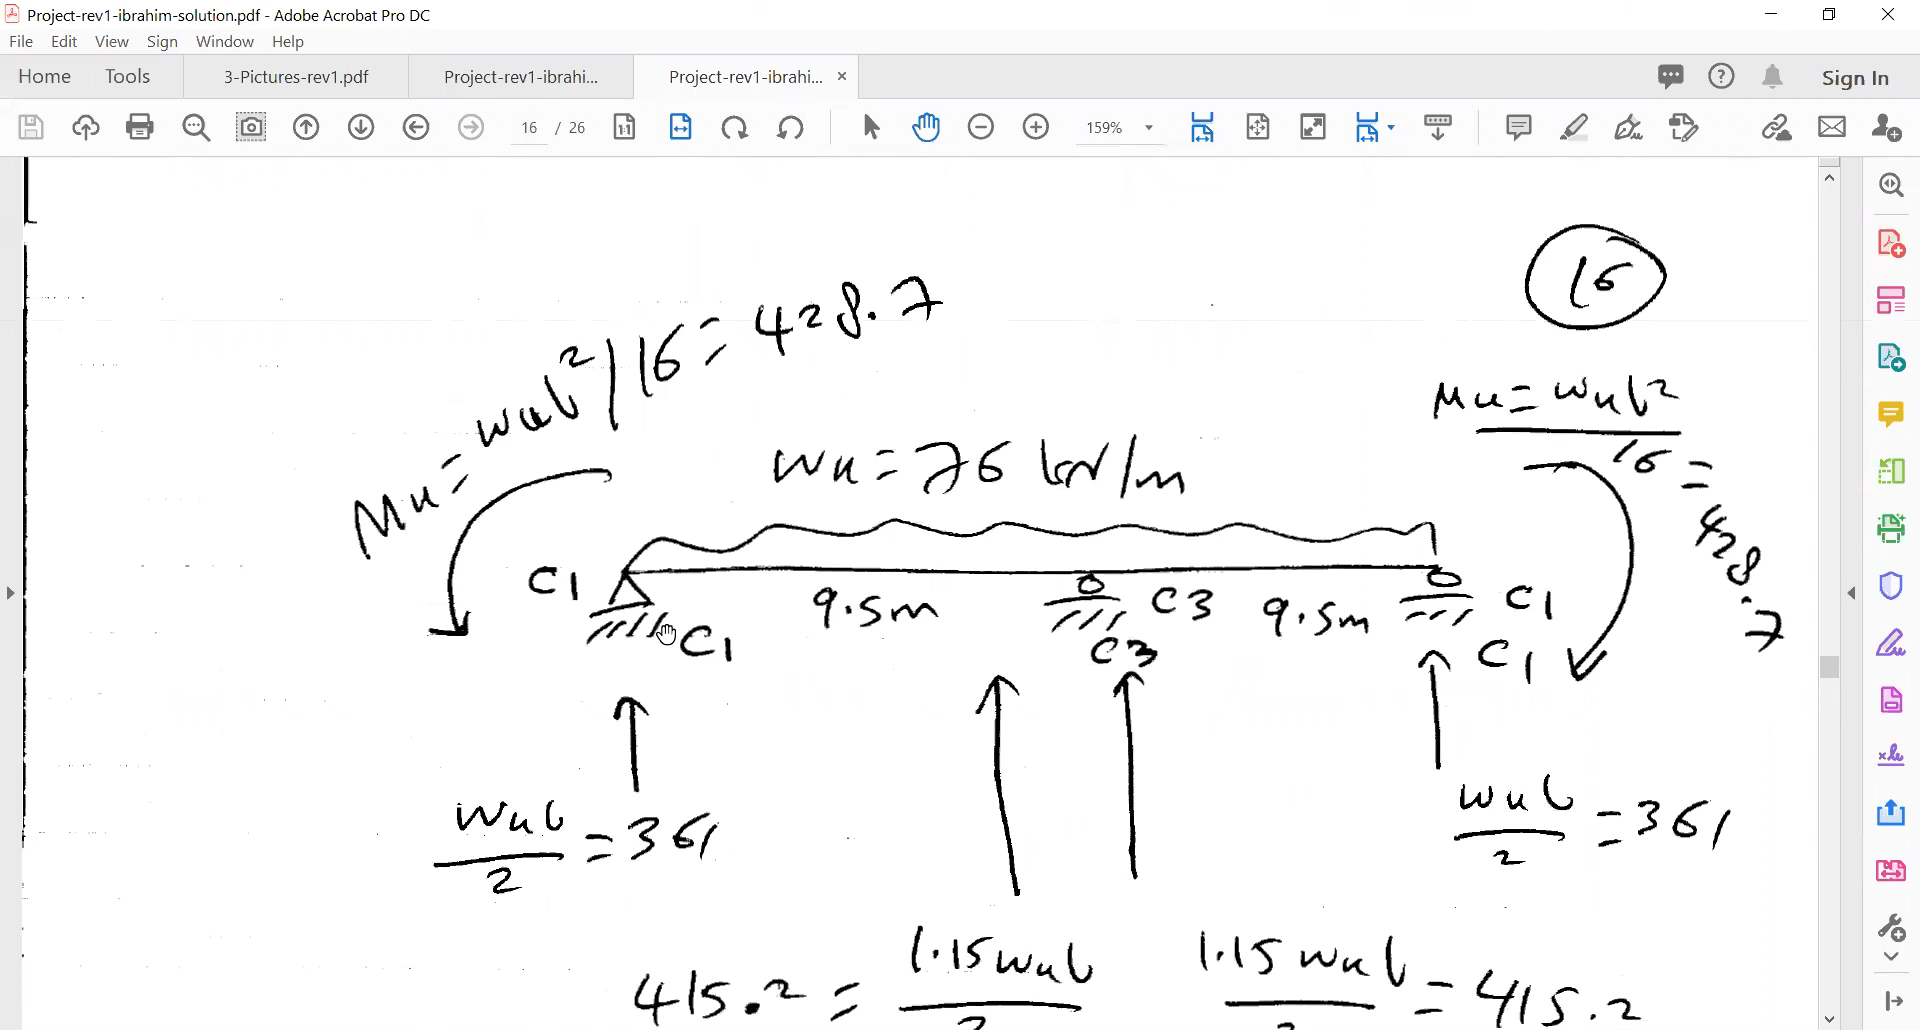 Project-rev1-ibrahim-solution.pdf - Adobe Acrobat Pro DC
File Edit View Sign Window Help
Home Tools 3-Pictures-rev1.pdf Project-rev1-ibrahi... Project-rev1-ibrahi... × Sign In
16 / 26 159%
16
Mu = wul²/16 = 428.7
Mu = wul²
16 = 428.7
wu = 76 kN/m
C1 9.5m C3 9.5m C1
C1 C3 C1
wul
2
= 361
wul
2
= 361
415.2 = 1.15wul
2
1.15 wul
2
= 415.2